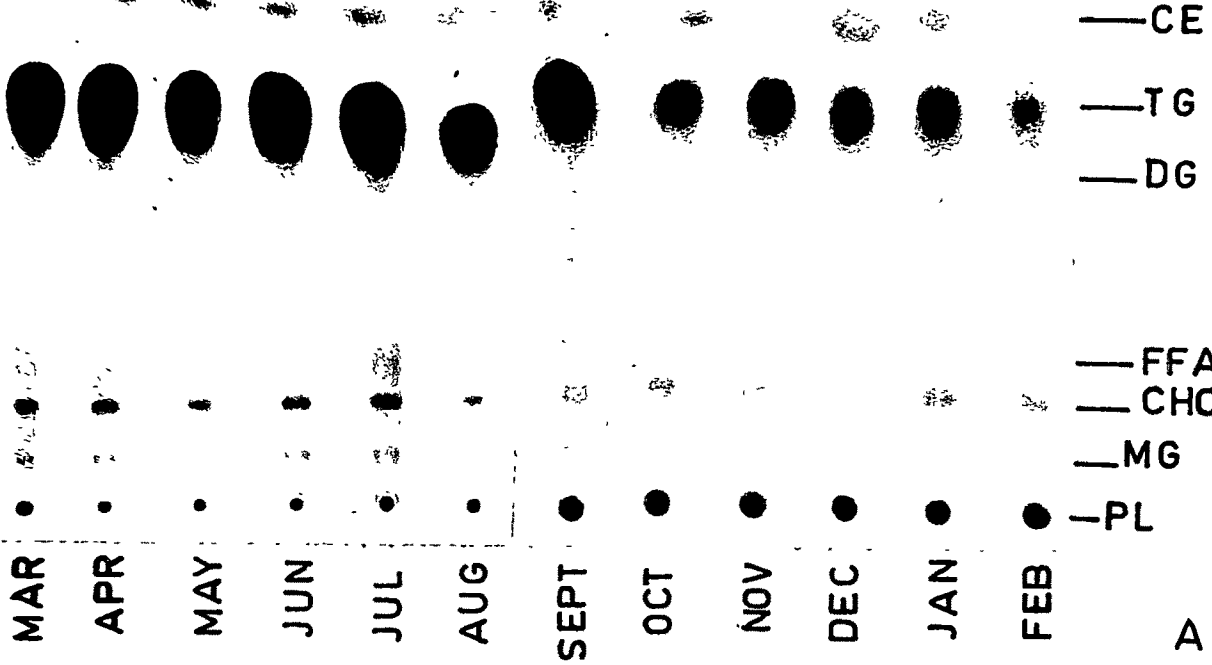 CE
TG
DG
FFA
CHO
MG
PL
MAR APR MAY JUN JUL AUG SEPT OCT NOV DEC JAN FEB
A